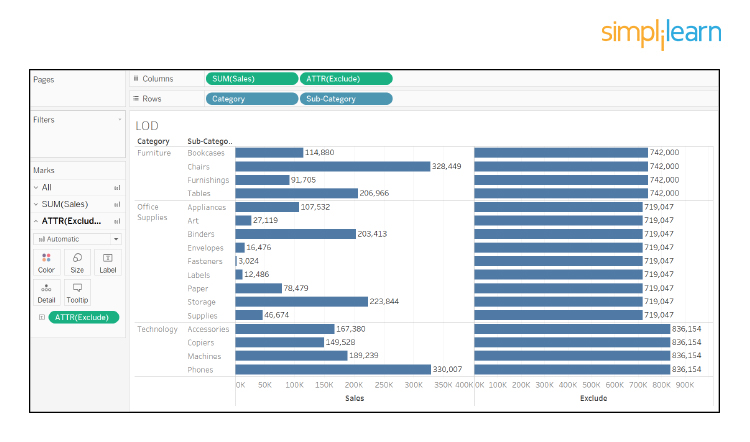 simplilearn
Pages
Columns SUM(Sales) ATTR(Exclude)
Rows Category Sub-Category
Filters
LOD
Category Sub-Catego..
Furniture Bookcases 114,880 742,000
Chairs 328,449 742,000
Furnishings 91,705 742,000
Tables 206,966 742,000
Office Supplies Appliances 107,532 719,047
Art 27,119 719,047
Binders 203,413 719,047
Envelopes 16,476 719,047
Fasteners 3,024 719,047
Labels 12,486 719,047
Paper 78,479 719,047
Storage 223,844 719,047
Supplies 46,674 719,047
Technology Accessories 167,380 836,154
Copiers 149,528 836,154
Machines 189,239 836,154
Phones 330,007 836,154
0K 50K 100K 150K 200K 250K 300K 350K 400K 0K 100K 200K 300K 400K 500K 600K 700K 800K 900K
Sales Exclude
Marks
All
SUM(Sales)
ATTR(Exclud...
Automatic
Color Size Label
Detail Tooltip
ATTR(Exclude)